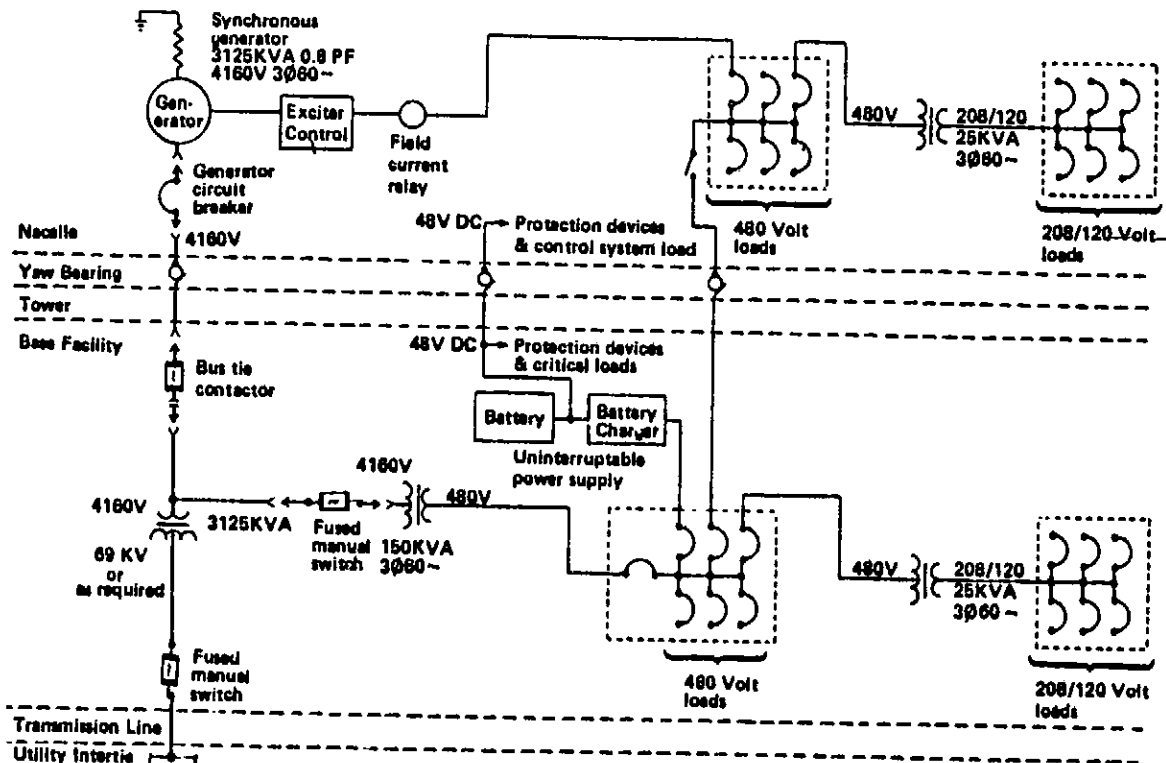 Synchronous
generator
3125KVA 0.8 PF
4160V 3Ø60~
Gen-
erator
Exciter
Control
Field
current
relay
Generator
circuit
breaker
4160V
Nacelle
48V DC
Protection devices
& control system load
480 Volt
loads
480V
208/120
25KVA
3Ø60~
208/120-Volt
loads
Yaw Bearing
Tower
Base Facility
48V DC
Protection devices
& critical loads
Bus tie
contactor
Battery
Battery
Charger
Uninterruptable
power supply
4160V
4160V
480V
3125KVA
Fused
manual
switch
150KVA
3Ø60~
69 KV
or
as required
480V
208/120
25KVA
3Ø60~
Fused
manual
switch
480 Volt
loads
208/120 Volt
loads
Transmission Line
Utility Intertie